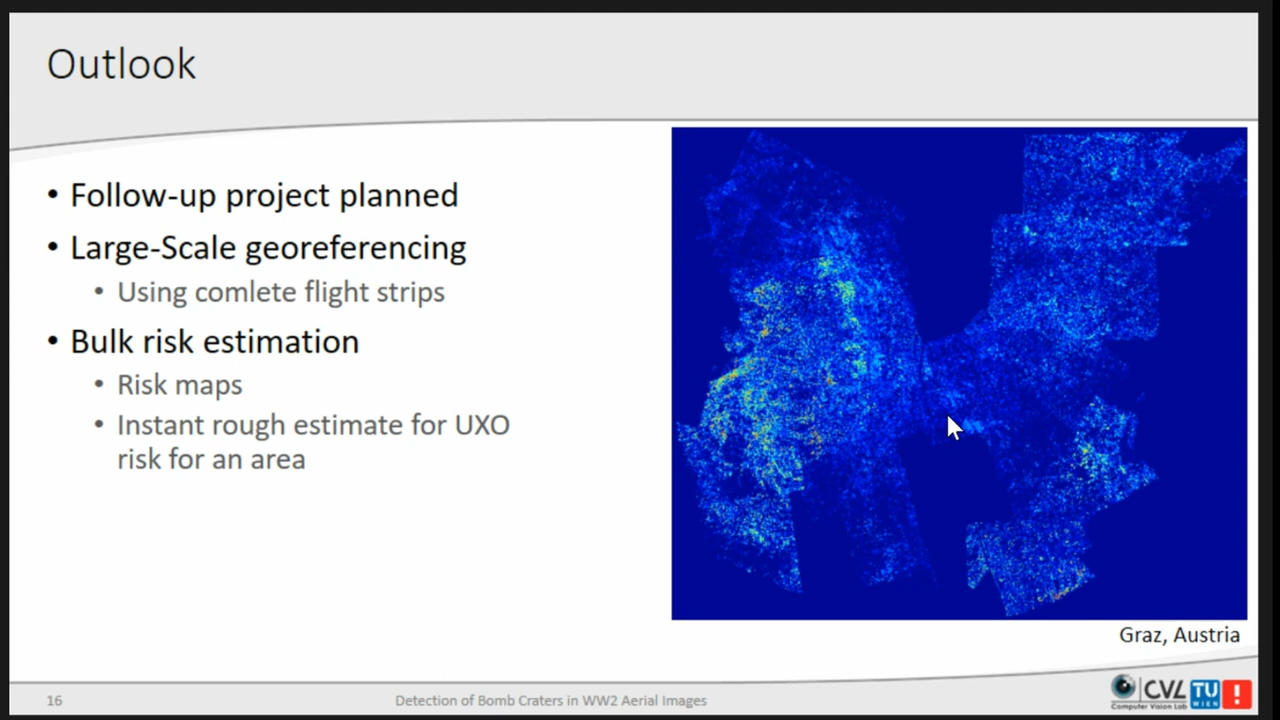 Outlook
• Follow-up project planned
• Large-Scale georeferencing
• Using comlete flight strips
• Bulk risk estimation
• Risk maps
• Instant rough estimate for UXO
risk for an area
Graz, Austria
16
Detection of Bomb Craters in WW2 Aerial Images
CVL
Computer Vision Lab
TU
WIEN
!